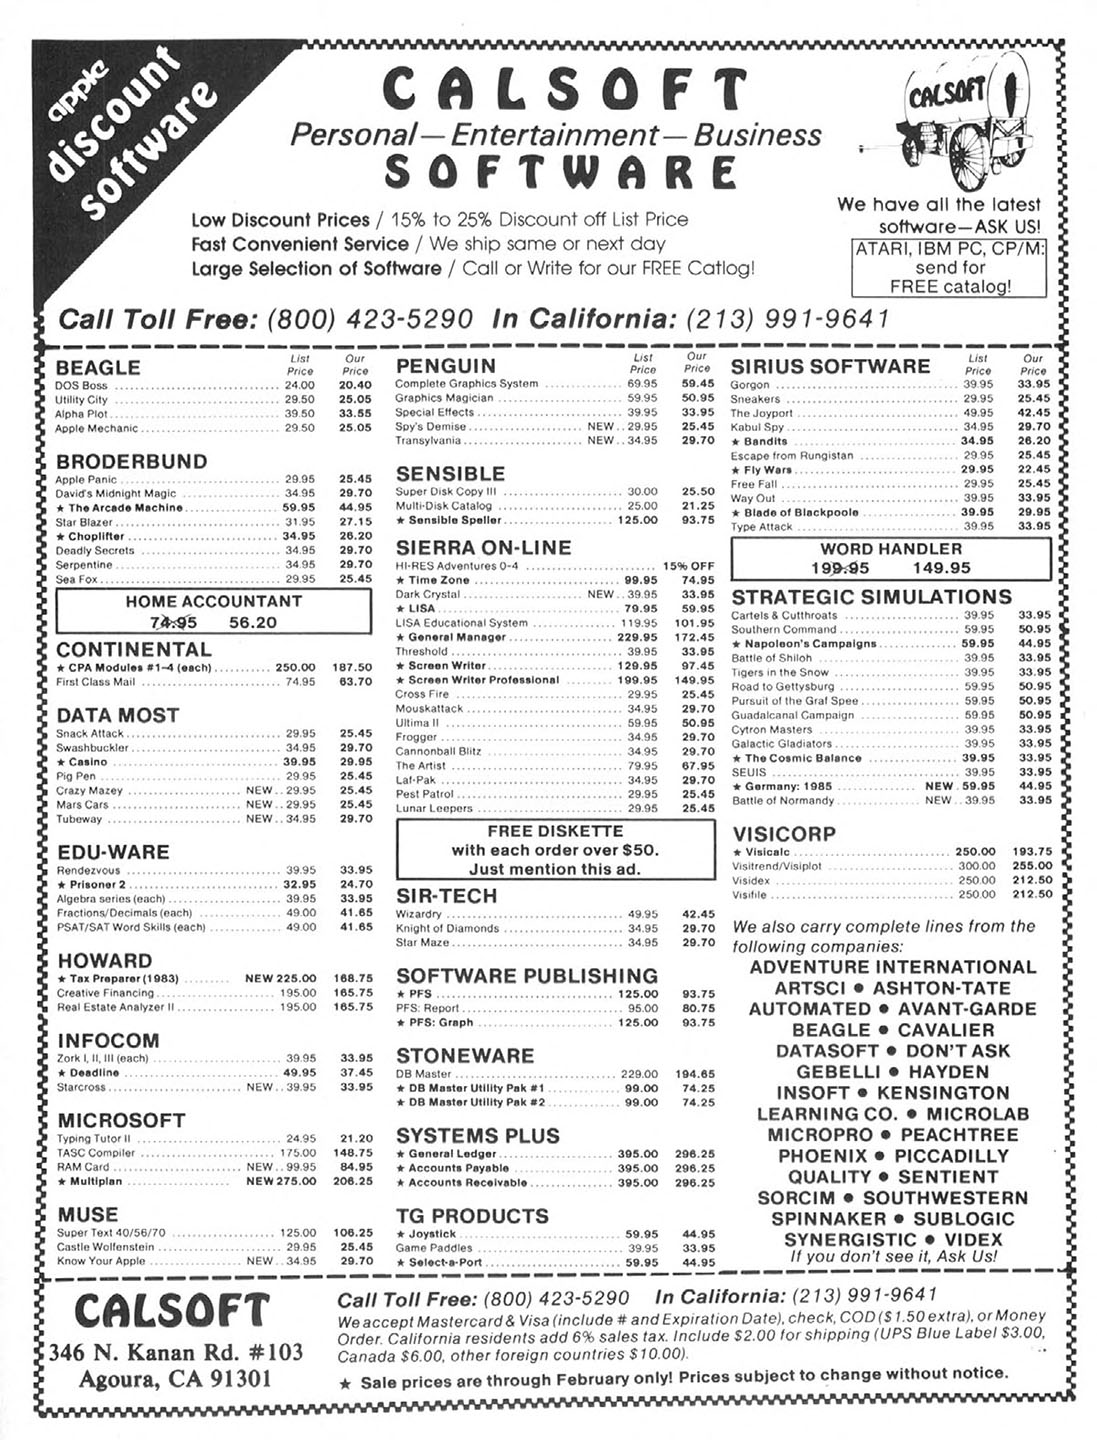 apple
discount
software
CALSOFT
Personal—Entertainment—Business
SOFTWARE
CALSOFT
Low Discount Prices / 15% to 25% Discount off List Price
Fast Convenient Service / We ship same or next day
Large Selection of Software / Call or Write for our FREE Catlog!
We have all the latest
software—ASK US!
ATARI, IBM PC, CP/M:
send for
FREE catalog!
Call Toll Free: (800) 423-5290 In California: (213) 991-9641
BEAGLE List Price Our Price
DOS Boss 24.00 20.40
Utility City 29.50 25.05
Alpha Plot 39.50 33.55
Apple Mechanic 29.50 25.05
BRODERBUND
Apple Panic 29.95 25.45
David's Midnight Magic 34.95 29.70
★ The Arcade Machine 59.95 44.95
Star Blazer 31.95 27.15
★ Choplifter 34.95 26.20
Deadly Secrets 34.95 29.70
Serpentine 34.95 29.70
Sea Fox 29.95 25.45
HOME ACCOUNTANT
74.95 56.20
CONTINENTAL
★ CPA Modules #1-4 (each) 250.00 187.50
First Class Mail 74.95 63.70
DATA MOST
Snack Attack 29.95 25.45
Swashbuckler 34.95 29.70
★ Casino 39.95 29.95
Pig Pen 29.95 25.45
Crazy Mazey NEW 29.95 25.45
Mars Cars NEW 29.95 25.45
Tubeway NEW 34.95 29.70
EDU-WARE
Rendezvous 39.95 33.95
★ Prisoner 2 32.95 24.70
Algebra series (each) 39.95 33.95
Fractions/Decimals (each) 49.00 41.65
PSAT/SAT Word Skills (each) 49.00 41.65
HOWARD
★ Tax Preparer (1983) NEW 225.00 168.75
Creative Financing 195.00 165.75
Real Estate Analyzer II 195.00 165.75
INFOCOM
Zork I, II, III (each) 39.95 33.95
★ Deadline 49.95 37.45
Starcross NEW 39.95 33.95
MICROSOFT
Typing Tutor II 24.95 21.20
TASC Compiler 175.00 148.75
RAM Card NEW 99.95 84.95
★ Multiplan NEW 275.00 206.25
MUSE
Super Text 40/56/70 125.00 106.25
Castle Wolfenstein 29.95 25.45
Know Your Apple NEW 34.95 29.70
PENGUIN List Price Our Price
Complete Graphics System 69.95 59.45
Graphics Magician 59.95 50.95
Special Effects 39.95 33.95
Spy's Demise NEW 29.95 25.45
Transylvania NEW 34.95 29.70
SENSIBLE
Super Disk Copy III 30.00 25.50
Multi-Disk Catalog 25.00 21.25
★ Sensible Speller 125.00 93.75
SIERRA ON-LINE
HI-RES Adventures 0-4 15% OFF
★ Time Zone 99.95 74.95
Dark Crystal NEW 39.95 33.95
★ LISA 79.95 59.95
LISA Educational System 119.95 101.95
★ General Manager 229.95 172.45
Threshold 39.95 33.95
★ Screen Writer 129.95 97.45
★ Screen Writer Professional 199.95 149.95
Cross Fire 29.95 25.45
Mouskattack 34.95 29.70
Ultima II 59.95 50.95
Frogger 34.95 29.70
Cannonball Blitz 34.95 29.70
The Artist 79.95 67.95
Laf-Pak 34.95 29.70
Pest Patrol 29.95 25.45
Lunar Leepers 29.95 25.45
FREE DISKETTE
with each order over $50.
Just mention this ad.
SIR-TECH
Wizardry 49.95 42.45
Knight of Diamonds 34.95 29.70
Star Maze 34.95 29.70
SOFTWARE PUBLISHING
★ PFS 125.00 93.75
PFS: Report 95.00 80.75
★ PFS: Graph 125.00 93.75
STONEWARE
DB Master 229.00 194.65
★ DB Master Utility Pak #1 99.00 74.25
★ DB Master Utility Pak #2 99.00 74.25
SYSTEMS PLUS
★ General Ledger 395.00 296.25
★ Accounts Payable 395.00 296.25
★ Accounts Receivable 395.00 296.25
TG PRODUCTS
★ Joystick 59.95 44.95
Game Paddles 39.95 33.95
★ Select-a-Port 59.95 44.95
SIRIUS SOFTWARE List Price Our Price
Gorgon 39.95 33.95
Sneakers 29.95 25.45
The Joyport 49.95 42.45
Kabul Spy 34.95 29.70
★ Bandits 34.95 26.20
Escape from Rungistan 29.95 25.45
★ Fly Wars 29.95 22.45
Free Fall 29.95 25.45
Way Out 39.95 33.95
★ Blade of Blackpoole 39.95 29.95
Type Attack 39.95 33.95
WORD HANDLER
199.95 149.95
STRATEGIC SIMULATIONS
Cartels & Cutthroats 39.95 33.95
Southern Command 59.95 50.95
★ Napoleon's Campaigns 59.95 44.95
Battle of Shiloh 39.95 33.95
Tigers in the Snow 39.95 33.95
Road to Gettysburg 59.95 50.95
Pursuit of the Graf Spee 59.95 50.95
Guadalcanal Campaign 59.95 50.95
Cytron Masters 39.95 33.95
Galactic Gladiators 39.95 33.95
★ The Cosmic Balance 39.95 33.95
SEUIS 39.95 33.95
★ Germany: 1985 NEW 59.95 44.95
Battle of Normandy NEW 39.95 33.95
VISICORP
★ Visicalc 250.00 193.75
Visitrend/Visiplot 300.00 255.00
Visidex 250.00 212.50
Visifile 250.00 212.50
We also carry complete lines from the
following companies:
ADVENTURE INTERNATIONAL
ARTSCI ● ASHTON-TATE
AUTOMATED ● AVANT-GARDE
BEAGLE ● CAVALIER
DATASOFT ● DON'T ASK
GEBELLI ● HAYDEN
INSOFT ● KENSINGTON
LEARNING CO. ● MICROLAB
MICROPRO ● PEACHTREE
PHOENIX ● PICCADILLY
QUALITY ● SENTIENT
SORCIM ● SOUTHWESTERN
SPINNAKER ● SUBLOGIC
SYNERGISTIC ● VIDEX
If you don't see it, Ask Us!
CALSOFT
346 N. Kanan Rd. #103
Agoura, CA 91301
Call Toll Free: (800) 423-5290 In California: (213) 991-9641
We accept Mastercard & Visa (include # and Expiration Date), check, COD ($1.50 extra), or Money
Order. California residents add 6% sales tax. Include $2.00 for shipping (UPS Blue Label $3.00,
Canada $6.00, other foreign countries $10.00).
★ Sale prices are through February only! Prices subject to change without notice.